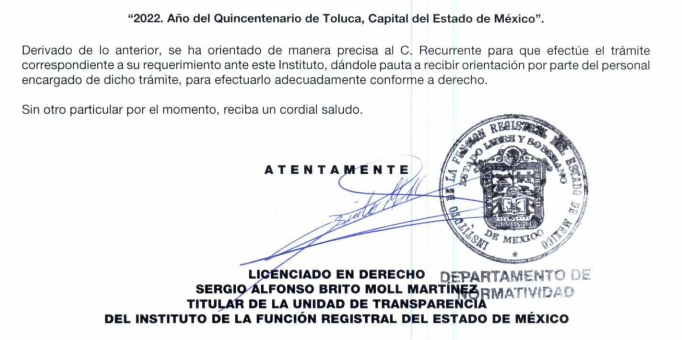 “2022. Año del Quincentenario de Toluca, Capital del Estado de México”.
Derivado de lo anterior, se ha orientado de manera precisa al C. Recurrente para que efectúe el trámite
correspondiente a su requerimiento ante este Instituto, dándole pauta a recibir orientación por parte del personal
encargado de dicho trámite, para efectuarlo adecuadamente conforme a derecho.
Sin otro particular por el momento, reciba un cordial saludo.
ATENTAMENTE
INSTITUTO DE LA FUNCIÓN REGISTRAL DEL ESTADO DE MEXICO
ESTADO LIBRE Y SOBERANO
DE MEXICO
LICENCIADO EN DERECHO
DEPARTAMENTO DE
SERGIO ALFONSO BRITO MOLL MARTÍNEZ
NORMATIVIDAD
TITULAR DE LA UNIDAD DE TRANSPARENCIA
DEL INSTITUTO DE LA FUNCIÓN REGISTRAL DEL ESTADO DE MÉXICO